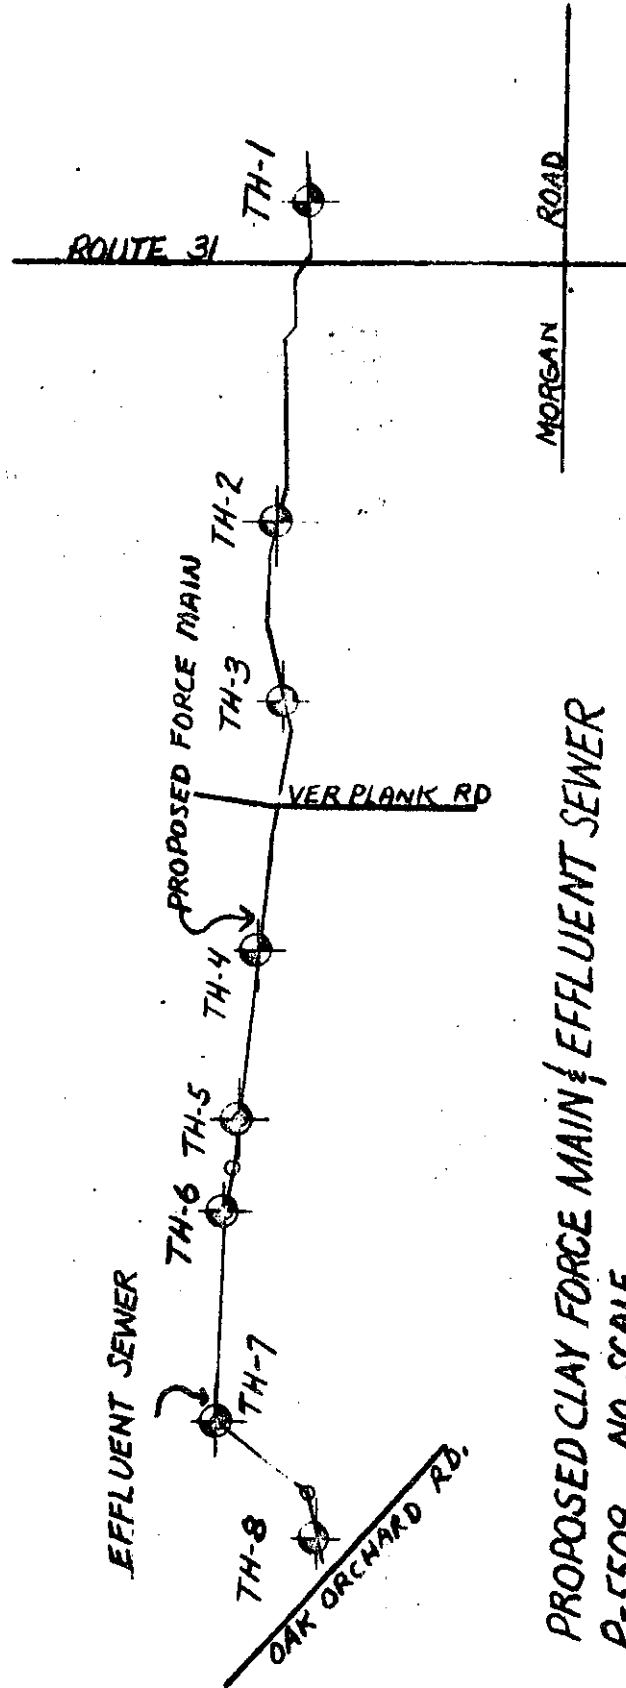 TH-1
ROUTE 31
MORGAN ROAD
TH-2
PROPOSED FORCE MAIN
TH-3
VER PLANK RD
TH-4
TH-5
TH-6
EFFLUENT SEWER
TH-7
TH-8
OAK ORCHARD RD.
PROPOSED CLAY FORCE MAIN & EFFLUENT SEWER
P-5508 NO SCALE